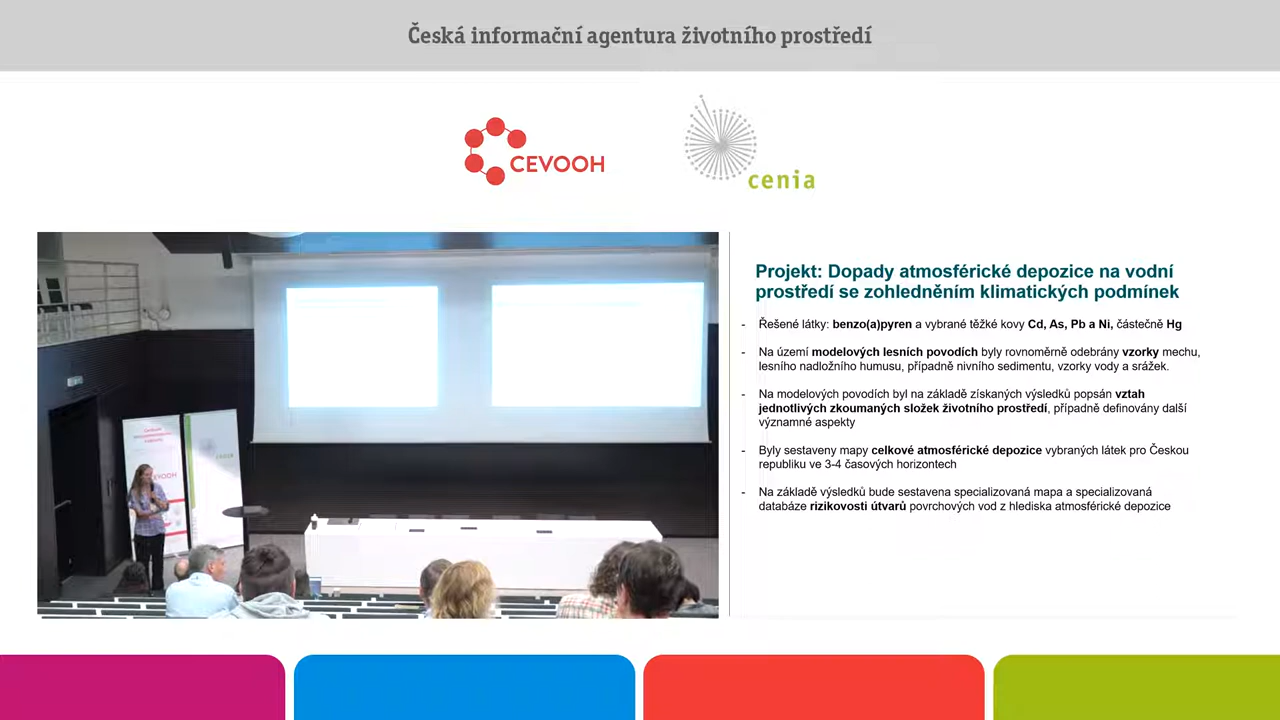 Česká informační agentura životního prostředí
CEVOOH
cenia
Projekt: Dopady atmosférické depozice na vodní
prostředí se zohledněním klimatických podmínek
- Řešené látky: benzo(a)pyren a vybrané těžké kovy Cd, As, Pb a Ni, částečně Hg
- Na území modelových lesních povodích byly rovnoměrně odebrány vzorky mechu,
lesního nadložního humusu, případně nivního sedimentu, vzorky vody a srážek.
- Na modelových povodích byl na základě získaných výsledků popsán vztah
jednotlivých zkoumaných složek životního prostředí, případně definovány další
významné aspekty
- Byly sestaveny mapy celkové atmosférické depozice vybraných látek pro Českou
republiku ve 3-4 časových horizontech
- Na základě výsledků bude sestavena specializovaná mapa a specializovaná
databáze rizikovosti útvarů povrchových vod z hlediska atmosférické depozice